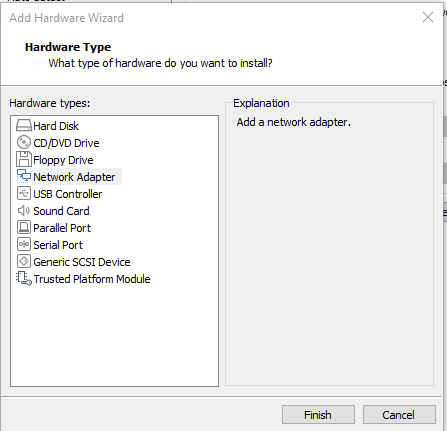 Add Hardware Wizard
Hardware Type
What type of hardware do you want to install?
Hardware types:
Hard Disk
CD/DVD Drive
Floppy Drive
Network Adapter
USB Controller
Sound Card
Parallel Port
Serial Port
Generic SCSI Device
Trusted Platform Module
Explanation
Add a network adapter.
Finish
Cancel